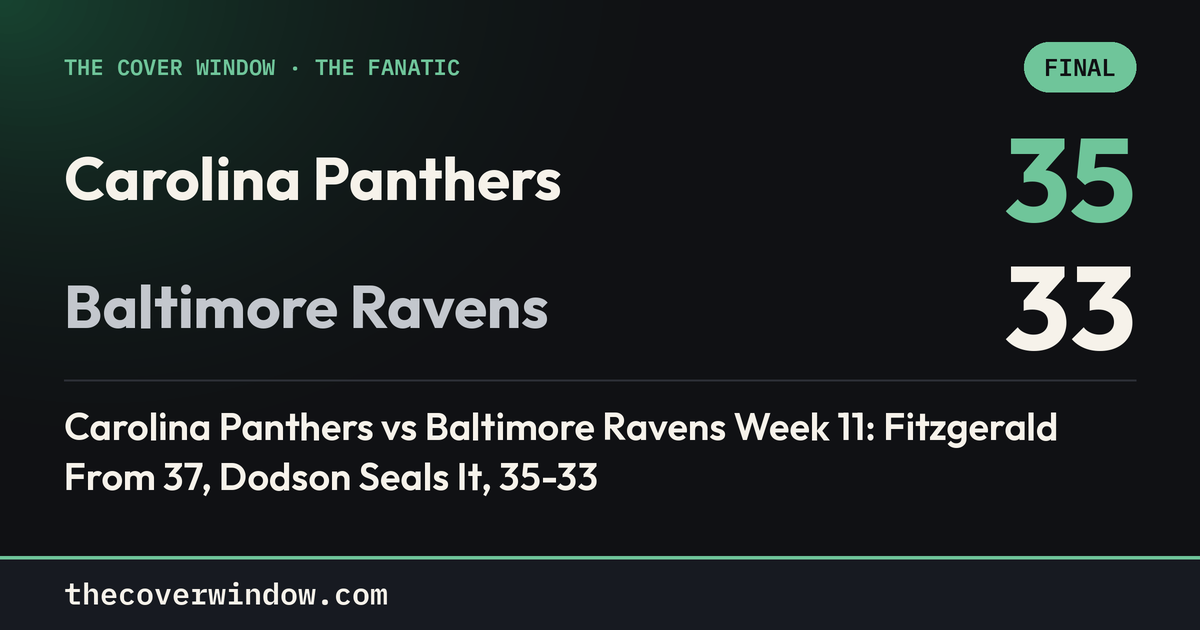 THE COVER WINDOW · THE FANATIC
FINAL
Carolina Panthers 35
Baltimore Ravens 33
Carolina Panthers vs Baltimore Ravens Week 11: Fitzgerald
From 37, Dodson Seals It, 35-33
thecoverwindow.com